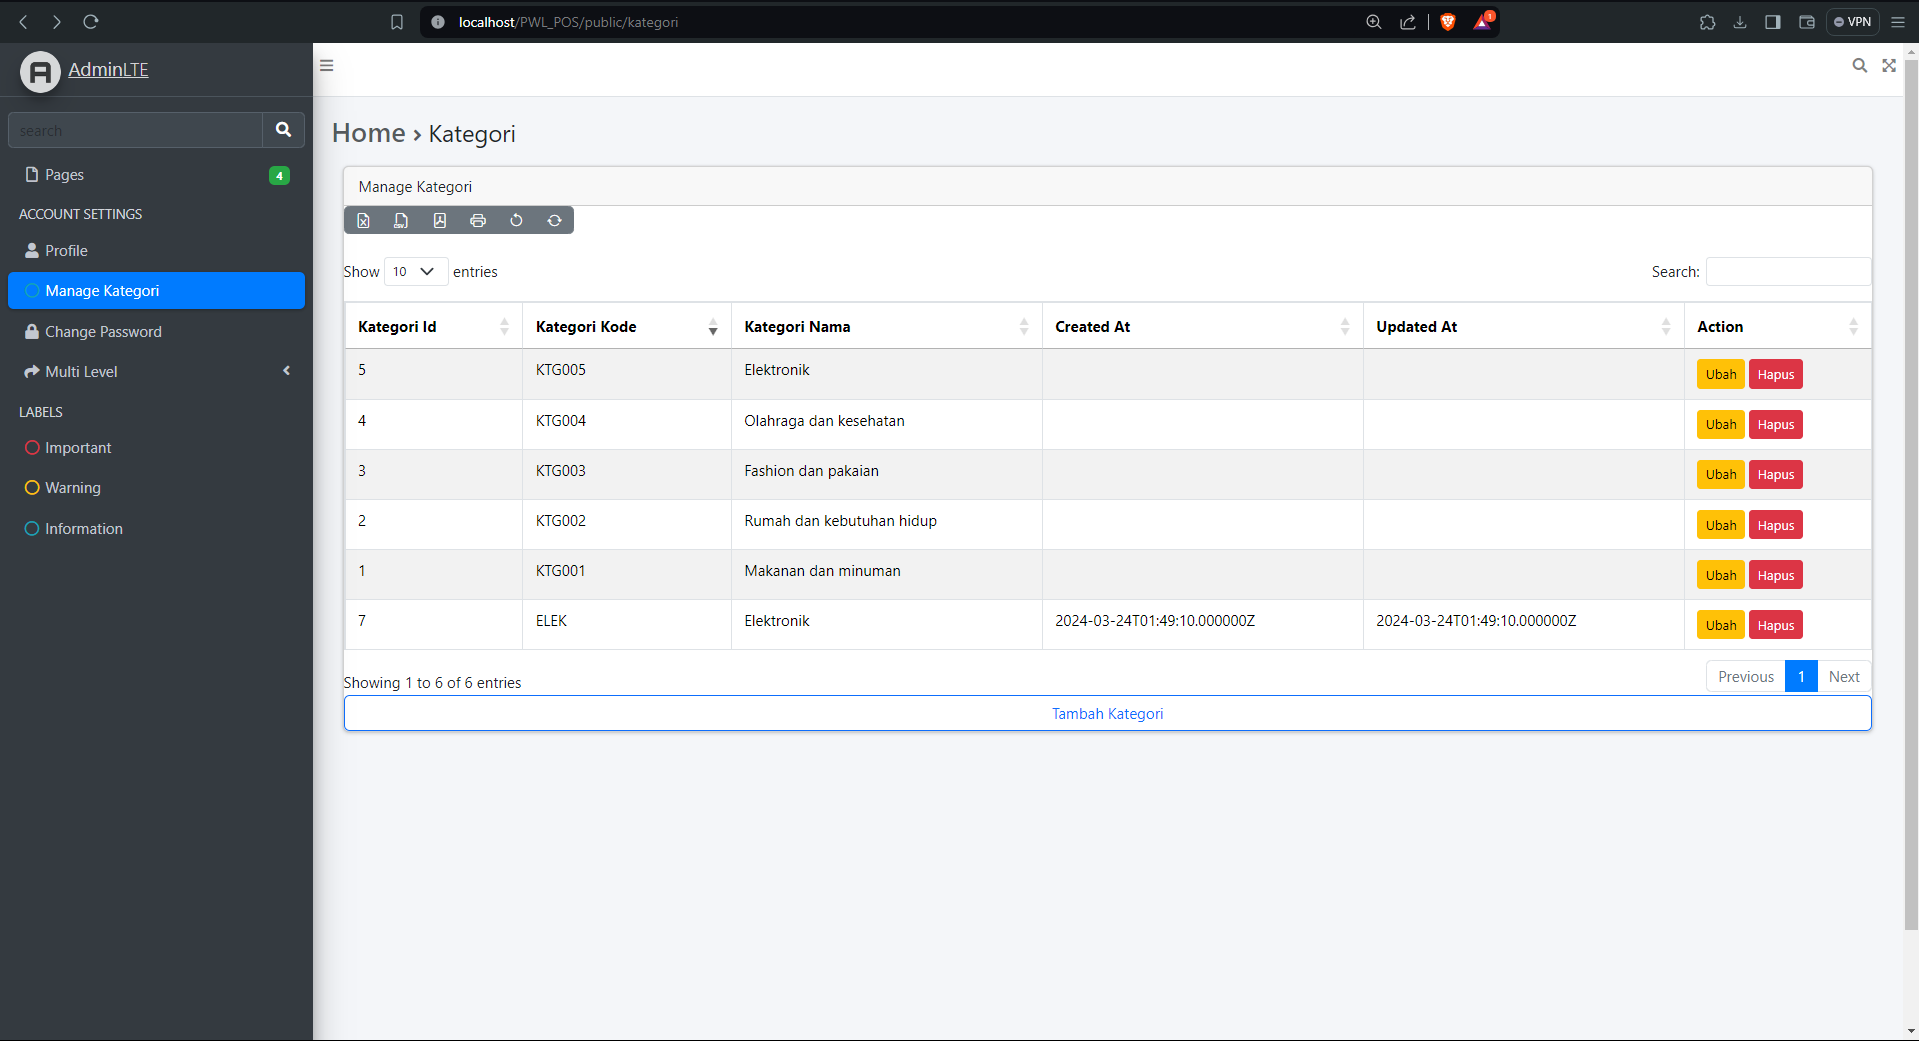 localhost/PWL_POS/public/kategori
1
VPN
AdminLTE
search
Pages 4
ACCOUNT SETTINGS
Profile
Manage Kategori
Change Password
Multi Level
LABELS
Important
Warning
Information
Home › Kategori
Manage Kategori
CSV
Show 10 entries
Search:
Kategori Id Kategori Kode Kategori Nama Created At Updated At Action
5 KTG005 Elektronik Ubah Hapus
4 KTG004 Olahraga dan kesehatan Ubah Hapus
3 KTG003 Fashion dan pakaian Ubah Hapus
2 KTG002 Rumah dan kebutuhan hidup Ubah Hapus
1 KTG001 Makanan dan minuman Ubah Hapus
7 ELEK Elektronik 2024-03-24T01:49:10.000000Z 2024-03-24T01:49:10.000000Z Ubah Hapus
Showing 1 to 6 of 6 entries
Previous 1 Next
Tambah Kategori